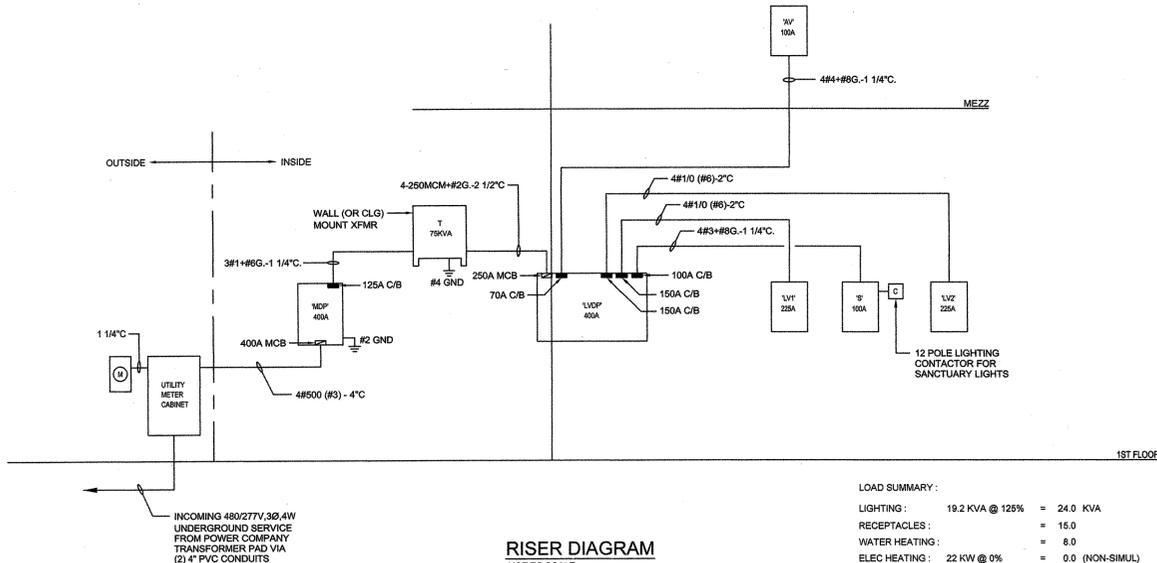 'AV'
100A
4#4+#8G.-1 1/4"C.
MEZZ
OUTSIDE
INSIDE
4-250MCM+#2G.-2 1/2"C
4#1/0 (#6)-2"C
4#1/0 (#6)-2"C
WALL (OR CLG)
MOUNT XFMR
T
75KVA
4#3+#8G.-1 1/4"C.
3#1+#6G.-1 1/4"C.
#4 GND
250A MCB
70A C/B
100A C/B
150A C/B
150A C/B
125A C/B
'MDP'
400A
'LVDP'
400A
'LV1'
225A
'S'
100A
C
'LV2'
225A
400A MCB
#2 GND
1 1/4"C
M
UTILITY
METER
CABINET
4#500 (#3) - 4"C
12 POLE LIGHTING
CONTACTOR FOR
SANCTUARY LIGHTS
1ST FLOOR
INCOMING 480/277V,3Ø,4W
UNDERGROUND SERVICE
FROM POWER COMPANY
TRANSFORMER PAD VIA
(2) 4" PVC CONDUITS
RISER DIAGRAM
LOAD SUMMARY :
LIGHTING : 19.2 KVA @ 125% = 24.0 KVA
RECEPTACLES : = 15.0
WATER HEATING : = 8.0
ELEC HEATING : 22 KW @ 0% = 0.0 (NON-SIMUL)